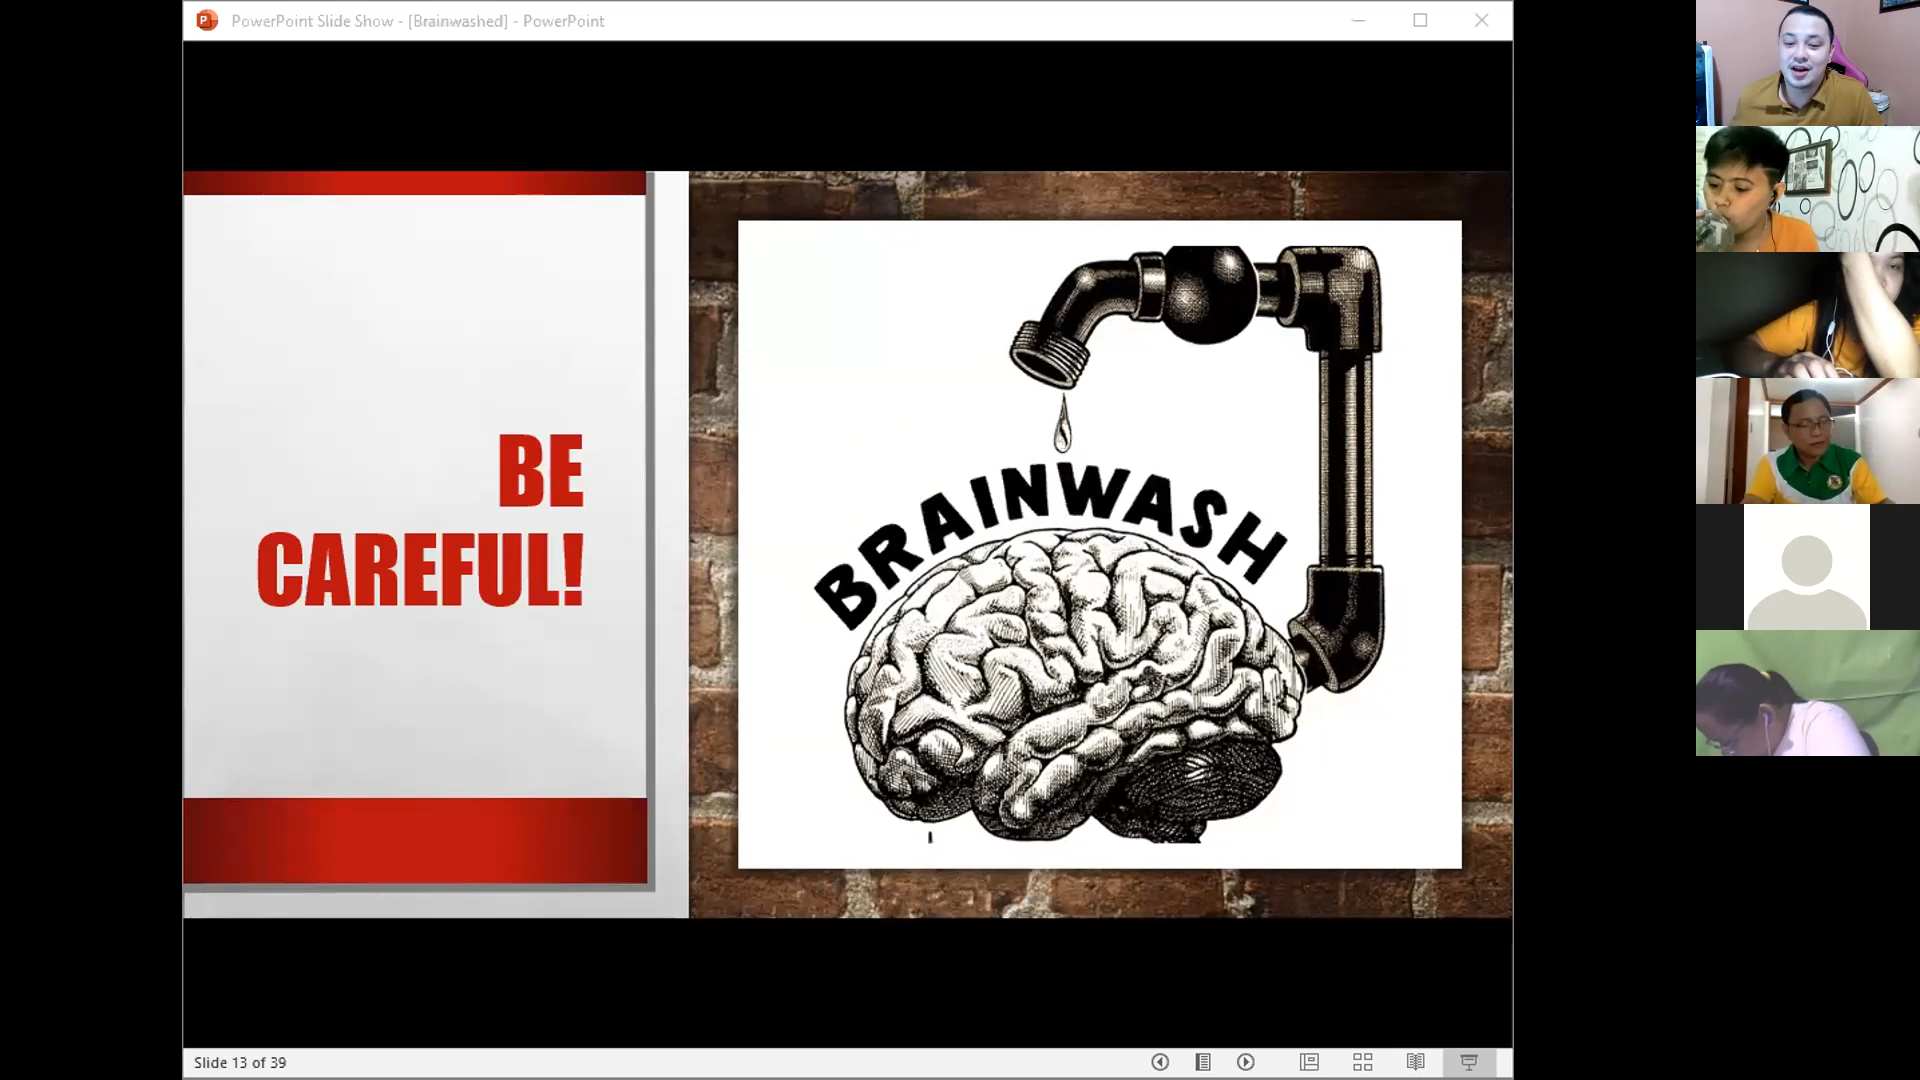 PowerPoint Slide Show - [Brainwashed] - PowerPoint
BE
CAREFUL!
BRAINWASH
Slide 13 of 39